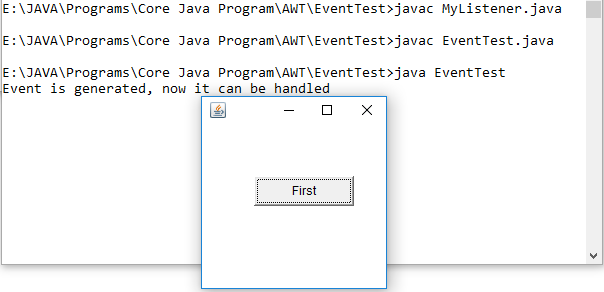 E:\JAVA\Programs\Core Java Program\AWT\EventTest>javac MyListener.java
E:\JAVA\Programs\Core Java Program\AWT\EventTest>javac EventTest.java
E:\JAVA\Programs\Core Java Program\AWT\EventTest>java EventTest
Event is generated, now it can be handled
First